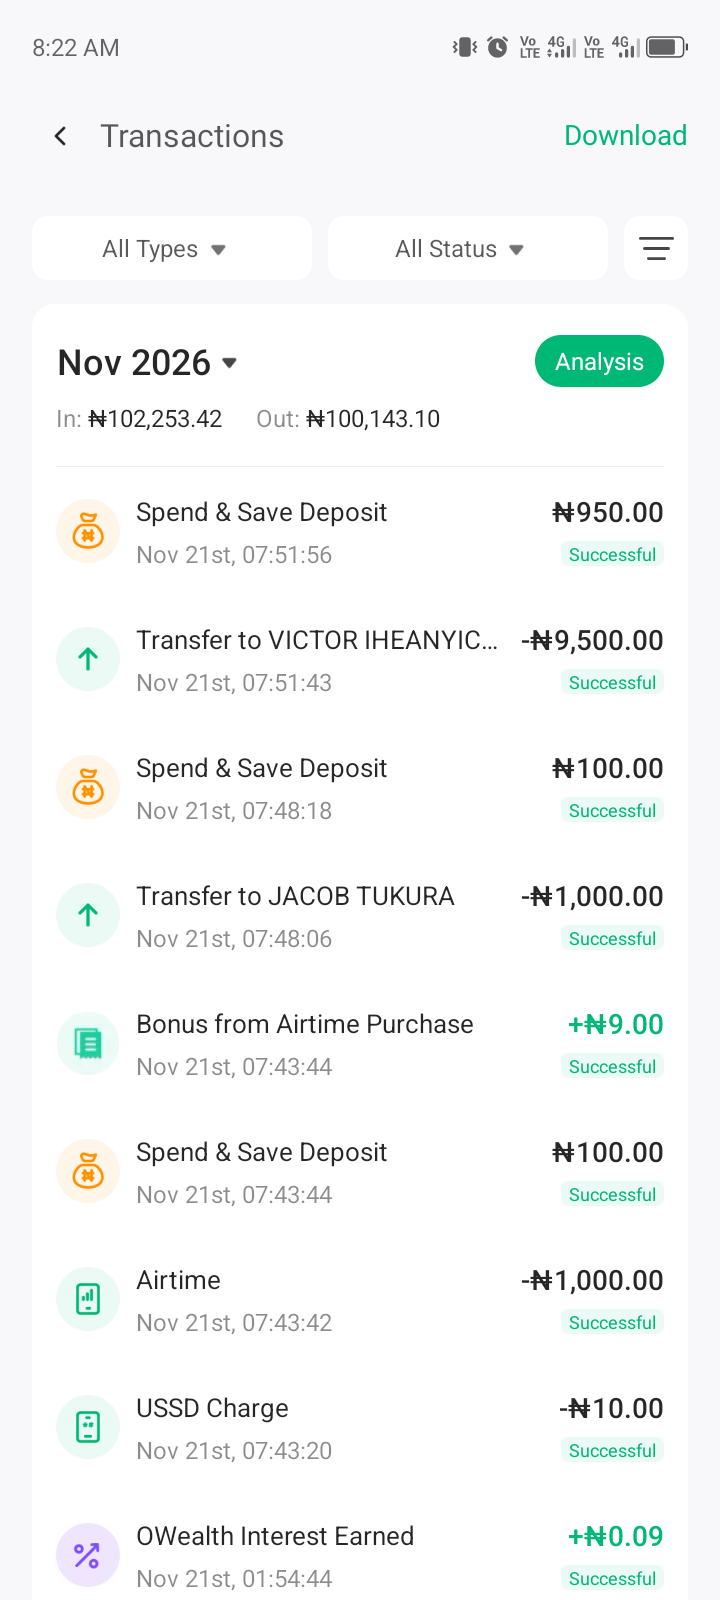 8:22 AM
Vo LTE 4G Vo LTE 4G
Transactions
Download
All Types
All Status
Nov 2026
Analysis
In: ₦102,253.42 Out: ₦100,143.10
Spend & Save Deposit ₦950.00
Nov 21st, 07:51:56 Successful
Transfer to VICTOR IHEANYIC... -₦9,500.00
Nov 21st, 07:51:43 Successful
Spend & Save Deposit ₦100.00
Nov 21st, 07:48:18 Successful
Transfer to JACOB TUKURA -₦1,000.00
Nov 21st, 07:48:06 Successful
Bonus from Airtime Purchase +₦9.00
Nov 21st, 07:43:44 Successful
Spend & Save Deposit ₦100.00
Nov 21st, 07:43:44 Successful
Airtime -₦1,000.00
Nov 21st, 07:43:42 Successful
USSD Charge -₦10.00
Nov 21st, 07:43:20 Successful
OWealth Interest Earned +₦0.09
Nov 21st, 01:54:44 Successful